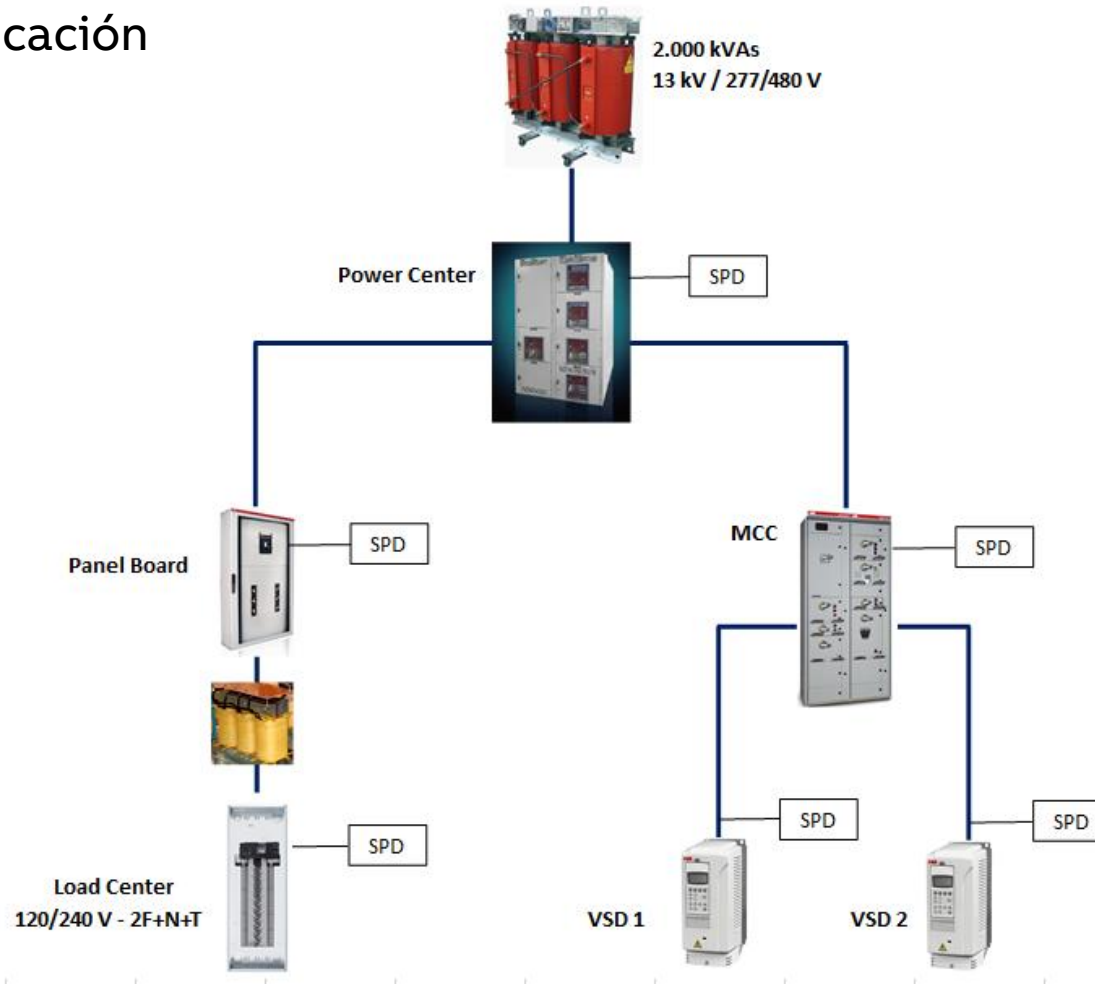 cación
2.000 kVAs
13 kV / 277/480 V
Power Center
SPD
Panel Board
SPD
MCC
SPD
SPD
SPD
SPD
Load Center
120/240 V - 2F+N+T
VSD 1
VSD 2